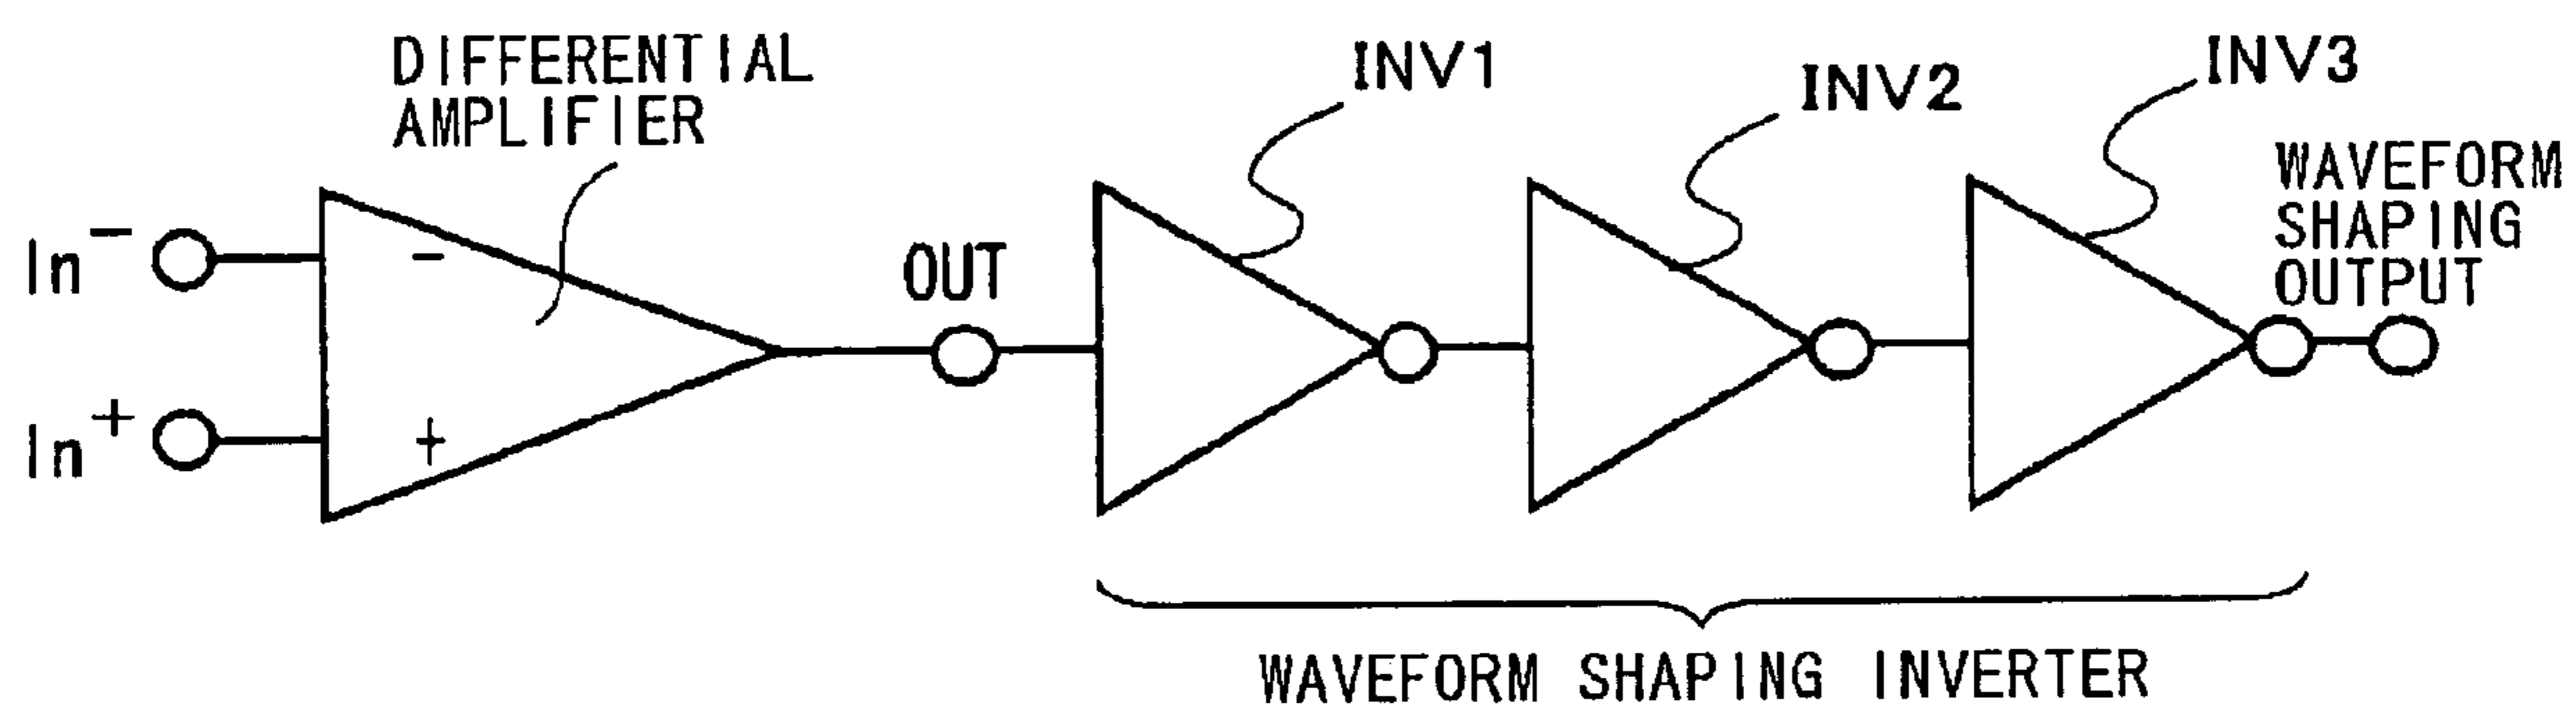 DIFFERENTIAL
AMPLIFIER
INV1
INV2
INV3
WAVEFORM
SHAPING
OUTPUT
In⁻
−
OUT
In⁺
+
WAVEFORM SHAPING INVERTER